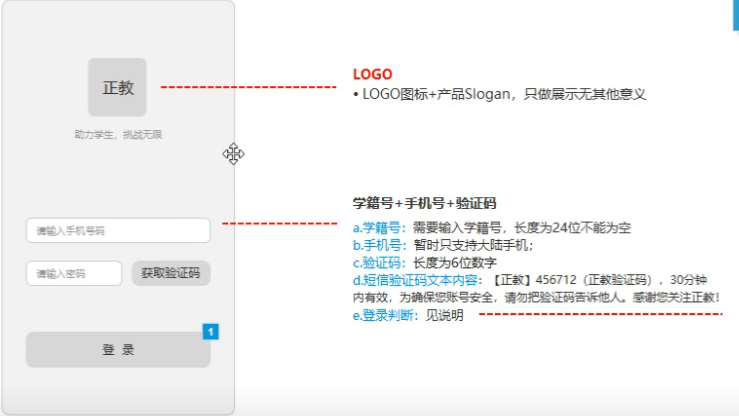 正教
助力学生，挑战无限
请输入手机号码
请输入密码
获取验证码
1
登 录
LOGO
• LOGO图标+产品Slogan，只做展示无其他意义
学籍号+手机号+验证码
a.学籍号：需要输入学籍号，长度为24位不能为空
b.手机号：暂时只支持大陆手机；
c.验证码：长度为6位数字
d.短信验证码文本内容：【正教】456712（正教验证码），30分钟
内有效，为确保您账号安全，请勿把验证码告诉他人。感谢您关注正教！
e.登录判断：见说明